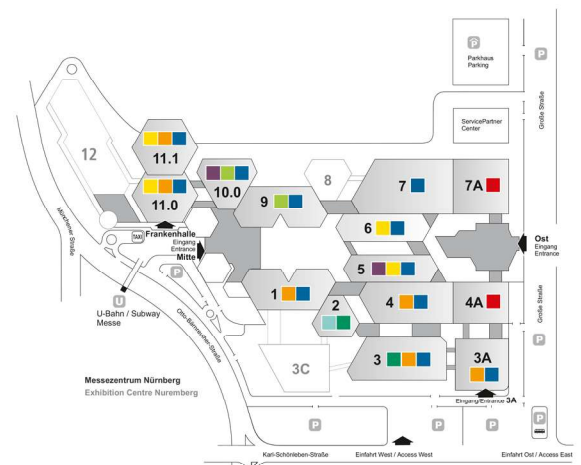 P
Parkhaus
Parking
ServicePartner
Center
Große Straße
P
12
11.1
11.0
10.0
8
7
7A
9
6
5
Frankenhalle
Eingang
Entrance
Mitte
TAXI
Ost
Eingang
Entrance
Münchener Straße
P
U
U-Bahn / Subway
Messe
Otto-Bärnreither-Straße
1
2
4
4A
Große Straße
3C
3
3A
P
Eingang/Entrance 3A
Messezentrum Nürnberg
Exhibition Centre Nuremberg
P
P
P
P
Karl-Schönleben-Straße
Einfahrt West / Access West
Einfahrt Ost / Access East